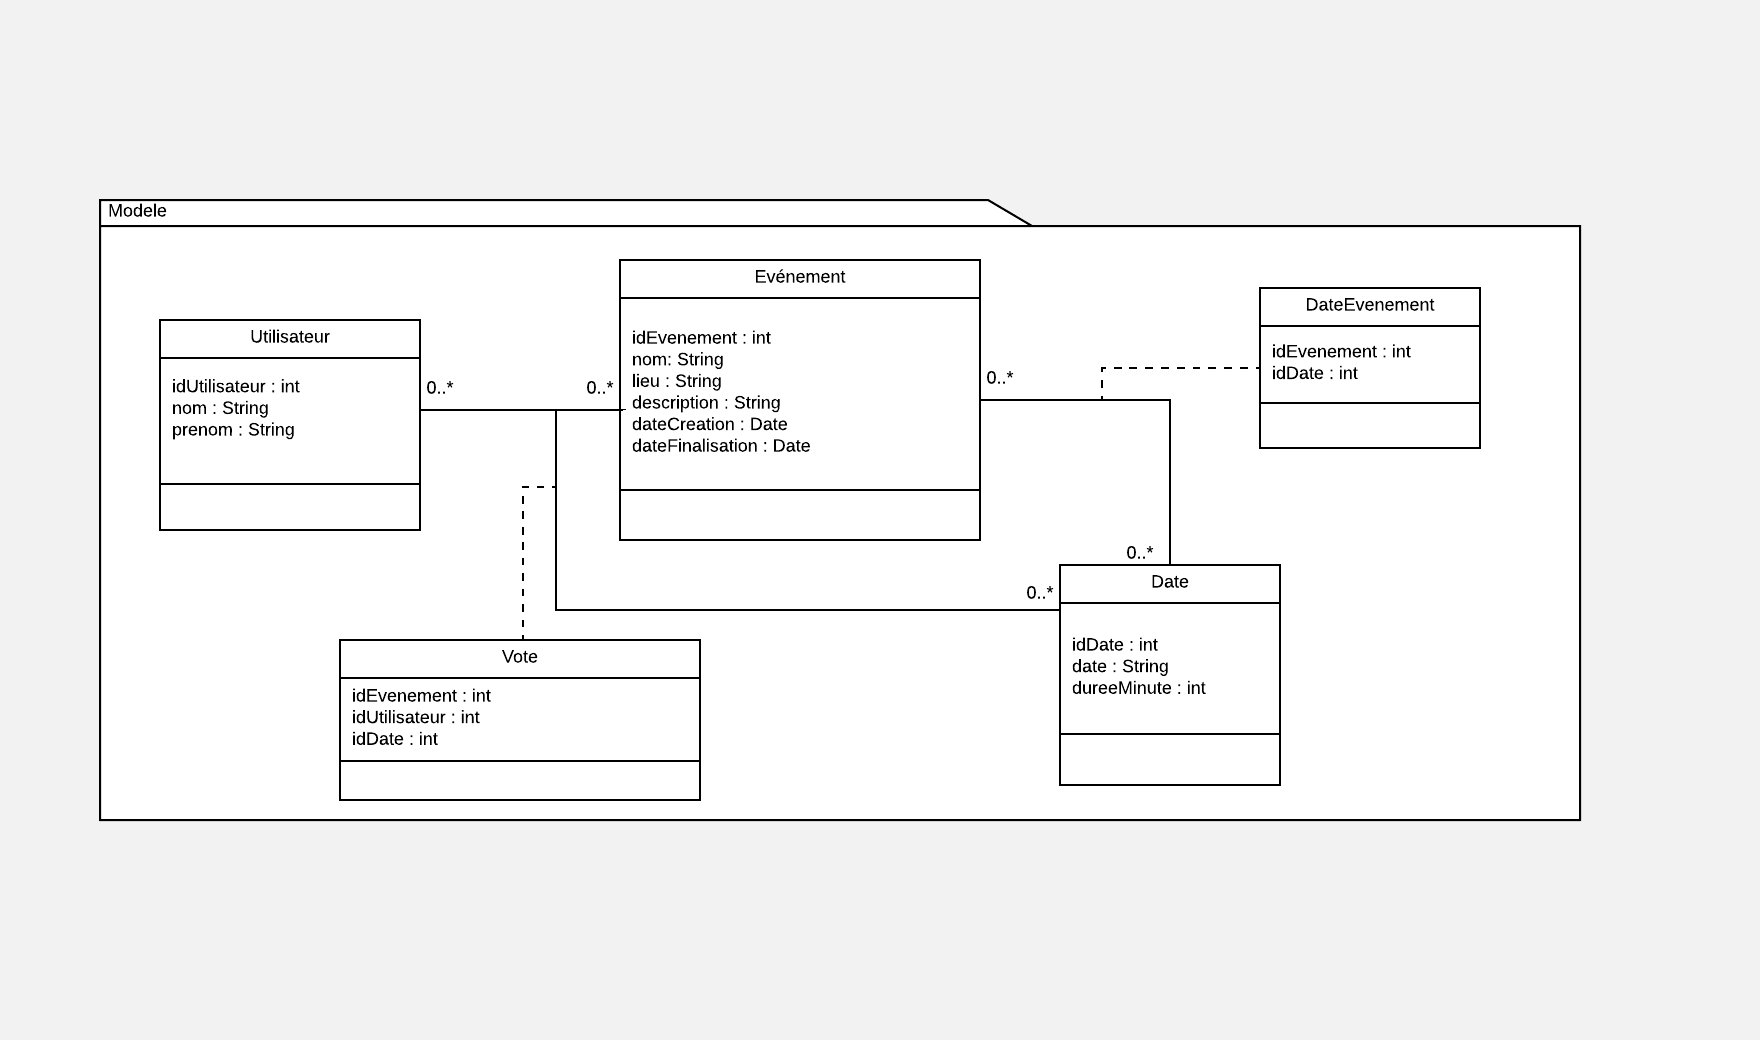 Modele
Utilisateur
idUtilisateur : int
nom : String
prenom : String
0..*
0..*
Evénement
idEvenement : int
nom: String
lieu : String
description : String
dateCreation : Date
dateFinalisation : Date
0..*
DateEvenement
idEvenement : int
idDate : int
0..*
0..*
Date
idDate : int
date : String
dureeMinute : int
Vote
idEvenement : int
idUtilisateur : int
idDate : int